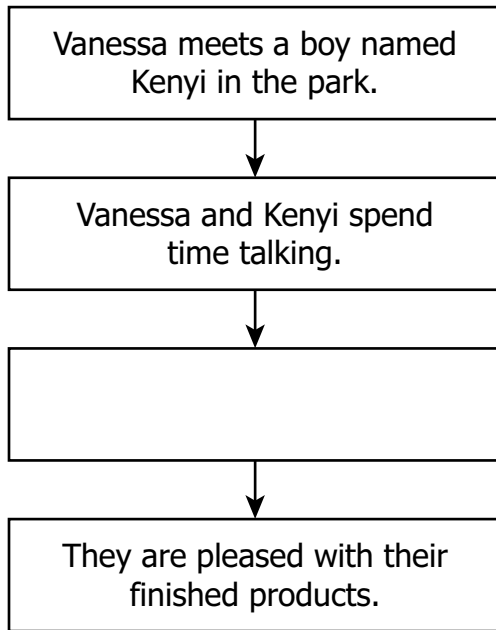 Vanessa meets a boy named
Kenyi in the park.
Vanessa and Kenyi spend
time talking.
They are pleased with their
finished products.